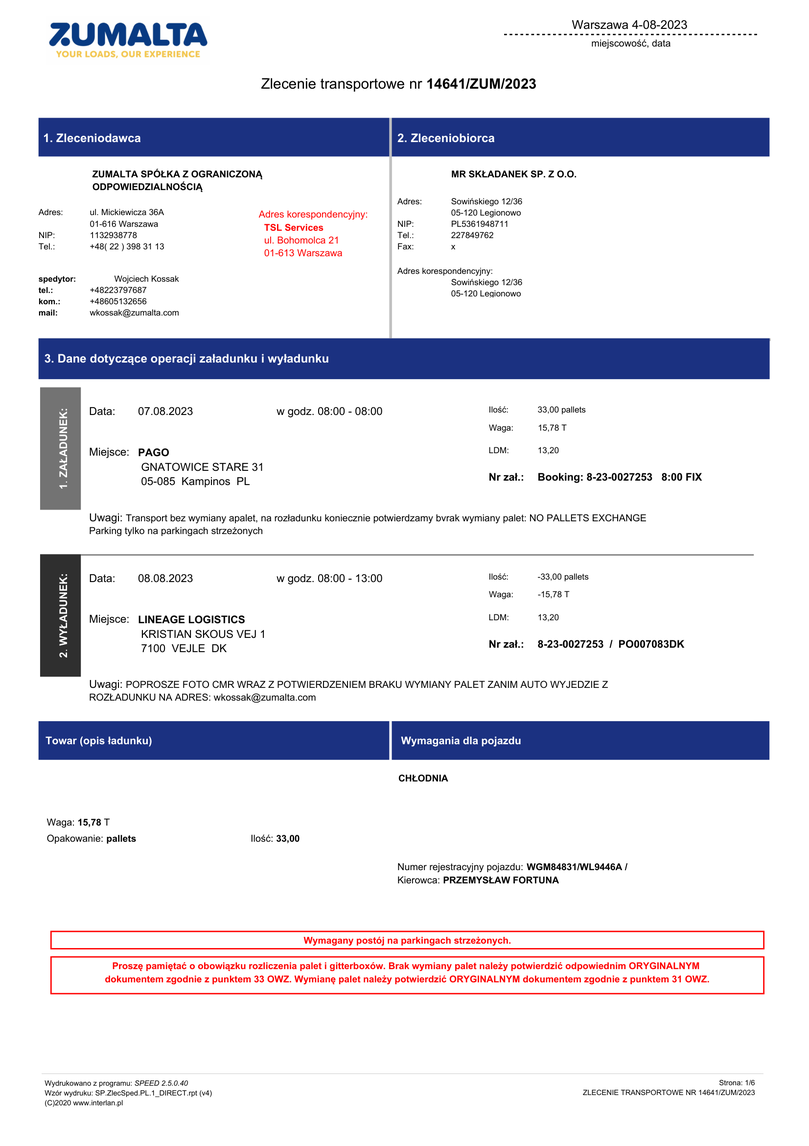 ZUMALTA
YOUR LOADS, OUR EXPERIENCE
Warszawa 4-08-2023
miejscowość, data
Zlecenie transportowe nr 14641/ZUM/2023
1. Zleceniodawca
ZUMALTA SPÓŁKA Z OGRANICZONĄ
ODPOWIEDZIALNOŚCIĄ
Adres: ul. Mickiewicza 36A
01-616 Warszawa
NIP: 1132938778
Tel.: +48( 22 ) 398 31 13
Adres korespondencyjny:
TSL Services
ul. Bohomolca 21
01-613 Warszawa
spedytor: Wojciech Kossak
tel.: +48223797687
kom.: +48605132656
mail: wkossak@zumalta.com
2. Zleceniobiorca
MR SKŁADANEK SP. Z O.O.
Adres: Sowińskiego 12/36
05-120 Legionowo
NIP: PL5361948711
Tel.: 227849762
Fax: x
Adres korespondencyjny:
Sowińskiego 12/36
05-120 Legionowo
3. Dane dotyczące operacji załadunku i wyładunku
1. ZAŁADUNEK:
Data: 07.08.2023 w godz. 08:00 - 08:00
Miejsce: PAGO
GNATOWICE STARE 31
05-085 Kampinos PL
Ilość: 33,00 pallets
Waga: 15,78 T
LDM: 13,20
Nr zał.: Booking: 8-23-0027253 8:00 FIX
Uwagi: Transport bez wymiany apalet, na rozładunku koniecznie potwierdzamy bvrak wymiany palet: NO PALLETS EXCHANGE
Parking tylko na parkingach strzeżonych
2. WYŁADUNEK:
Data: 08.08.2023 w godz. 08:00 - 13:00
Miejsce: LINEAGE LOGISTICS
KRISTIAN SKOUS VEJ 1
7100 VEJLE DK
Ilość: -33,00 pallets
Waga: -15,78 T
LDM: 13,20
Nr zał.: 8-23-0027253 / PO007083DK
Uwagi: POPROSZE FOTO CMR WRAZ Z POTWIERDZENIEM BRAKU WYMIANY PALET ZANIM AUTO WYJEDZIE Z
ROZŁADUNKU NA ADRES: wkossak@zumalta.com
Towar (opis ładunku)
Waga: 15,78 T
Opakowanie: pallets Ilość: 33,00
Wymagania dla pojazdu
CHŁODNIA
Numer rejestracyjny pojazdu: WGM84831/WL9446A /
Kierowca: PRZEMYSŁAW FORTUNA
Wymagany postój na parkingach strzeżonych.
Proszę pamiętać o obowiązku rozliczenia palet i gitterboxów. Brak wymiany palet należy potwierdzić odpowiednim ORYGINALNYM
dokumentem zgodnie z punktem 33 OWZ. Wymianę palet należy potwierdzić ORYGINALNYM dokumentem zgodnie z punktem 31 OWZ.
Wydrukowano z programu: SPEED 2.5.0.40
Wzór wydruku: SP.ZlecSped.PL.1_DIRECT.rpt (v4)
(C)2020 www.interlan.pl
Strona: 1/6
ZLECENIE TRANSPORTOWE NR 14641/ZUM/2023